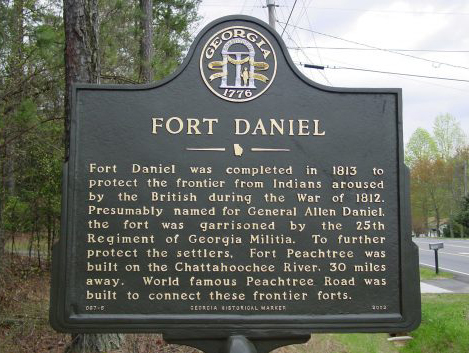 GEORGIA
1776
FORT DANIEL
Fort Daniel was completed in 1813 to
protect the frontier from Indians aroused
by the British during the War of 1812.
Presumably named for General Allen Daniel,
the fort was garrisoned by the 25th
Regiment of Georgia Militia. To further
protect the settlers, Fort Peachtree was
built on the Chattahoochee River, 30 miles
away. World famous Peachtree Road was
built to connect these frontier forts.
067-5 GEORGIA HISTORICAL MARKER 2002